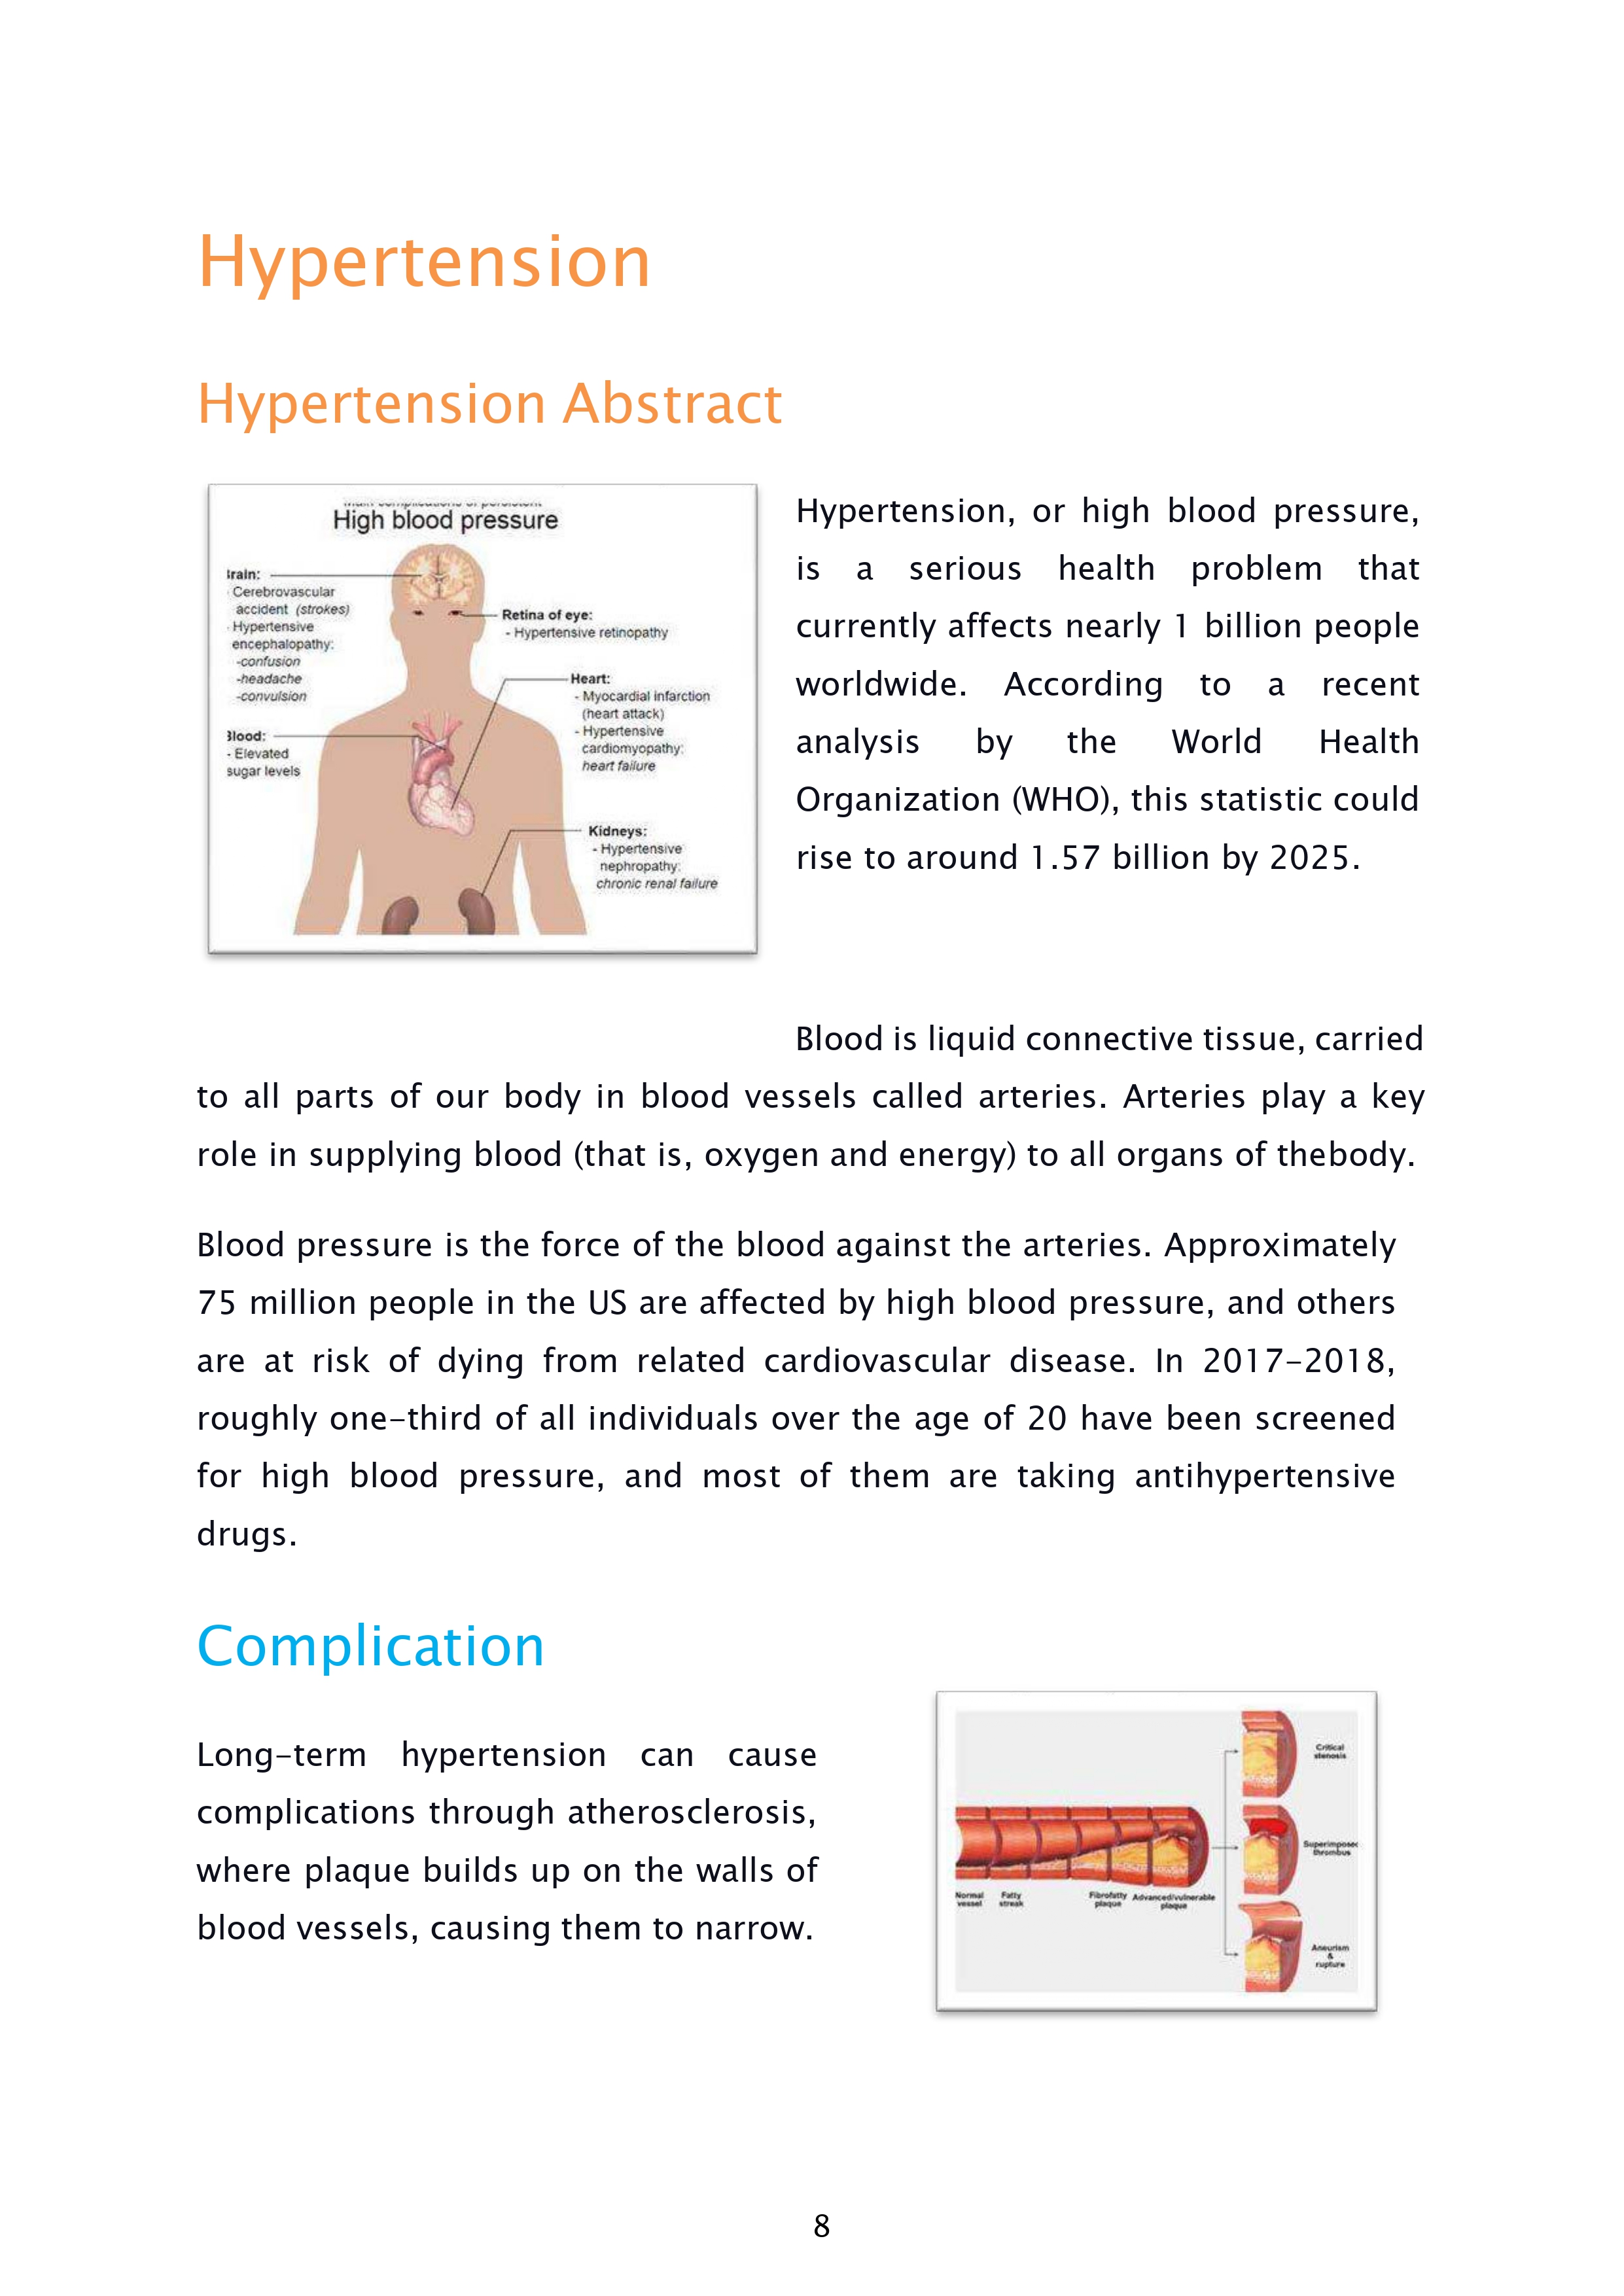 Hypertension
Hypertension Abstract
Main complications of persistent
High blood pressure
Irain:
- Cerebrovascular
accident (strokes)
- Hypertensive
encephalopathy:
-confusion
-headache
-convulsion
Retina of eye:
- Hypertensive retinopathy
Heart:
- Myocardial infarction
(heart attack)
- Hypertensive
cardiomyopathy:
heart failure
3lood:
- Elevated
sugar levels
Kidneys:
- Hypertensive
nephropathy:
chronic renal failure
Hypertension, or high blood pressure,
is a serious health problem that
currently affects nearly 1 billion people
worldwide. According to a recent
analysis by the World Health
Organization (WHO), this statistic could
rise to around 1.57 billion by 2025.
Blood is liquid connective tissue, carried
to all parts of our body in blood vessels called arteries. Arteries play a key
role in supplying blood (that is, oxygen and energy) to all organs of thebody.
Blood pressure is the force of the blood against the arteries. Approximately
75 million people in the US are affected by high blood pressure, and others
are at risk of dying from related cardiovascular disease. In 2017-2018,
roughly one-third of all individuals over the age of 20 have been screened
for high blood pressure, and most of them are taking antihypertensive
drugs.
Complication
Long-term hypertension can cause
complications through atherosclerosis,
where plaque builds up on the walls of
blood vessels, causing them to narrow.
Normal
vessel
Fatty
streak
Fibrofatty
plaque
Advanced/vulnerable
plaque
Critical
stenosis
Superimposed
thrombus
Aneurism
&
rupture
8